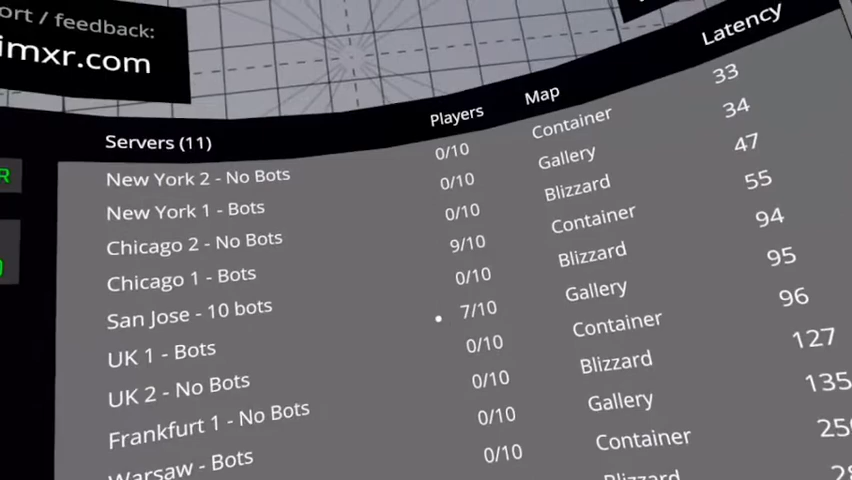 ort / feedback:
imxr.com
Servers (11) Players Map Latency
New York 2 - No Bots 0/10 Container 33
New York 1 - Bots 0/10 Gallery 34
Chicago 2 - No Bots 0/10 Blizzard 47
Chicago 1 - Bots 9/10 Container 55
San Jose - 10 bots 0/10 Blizzard 94
UK 1 - Bots 7/10 Gallery 95
UK 2 - No Bots 0/10 Container 96
Frankfurt 1 - No Bots 0/10 Blizzard 127
Warsaw - Bots 0/10 Gallery 135
0/10 Container
Blizzard
R